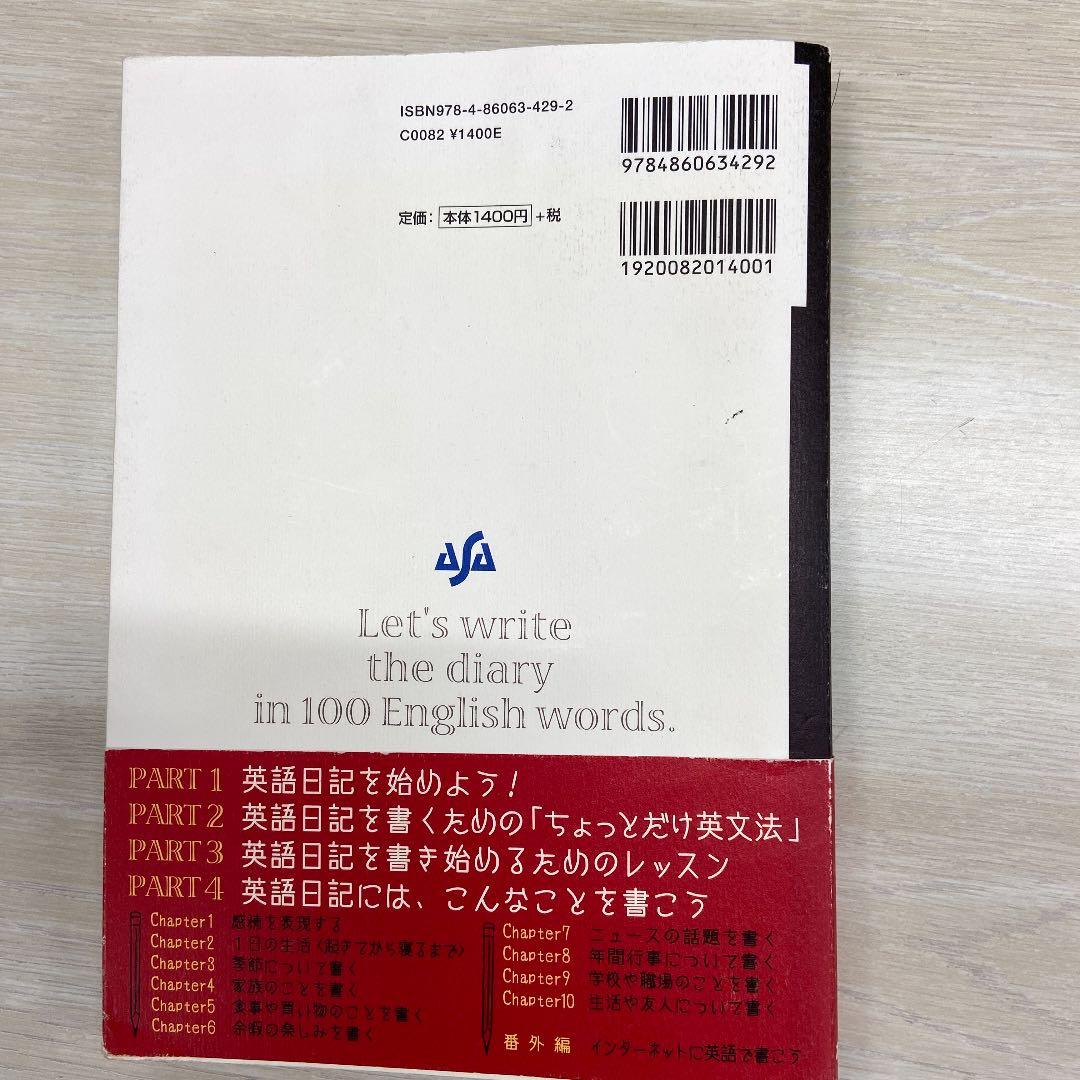 ISBN978-4-86063-429-2
C0082 ¥1400E
9784860634292
定価: 本体1400円 +税
1920082014001
ASA
Let's write
the diary
in 100 English words.
PART 1 英語日記を始めよう!
PART 2 英語日記を書くための「ちょっとだけ英文法」
PART 3 英語日記を書き始めるためのレッスン
PART 4 英語日記には、こんなことを書こう
Chapter1 感情を表現する
Chapter2 1日の生活(起きてから寝るまで)
Chapter3 季節について書く
Chapter4 家族のことを書く
Chapter5 食事や買い物のことを書く
Chapter6 余暇の楽しみを書く
Chapter7 ニュースの話題を書く
Chapter8 年間行事について書く
Chapter9 学校や職場のことを書く
Chapter10 生活や友人について書く
番外編 インターネットに英語で書こう